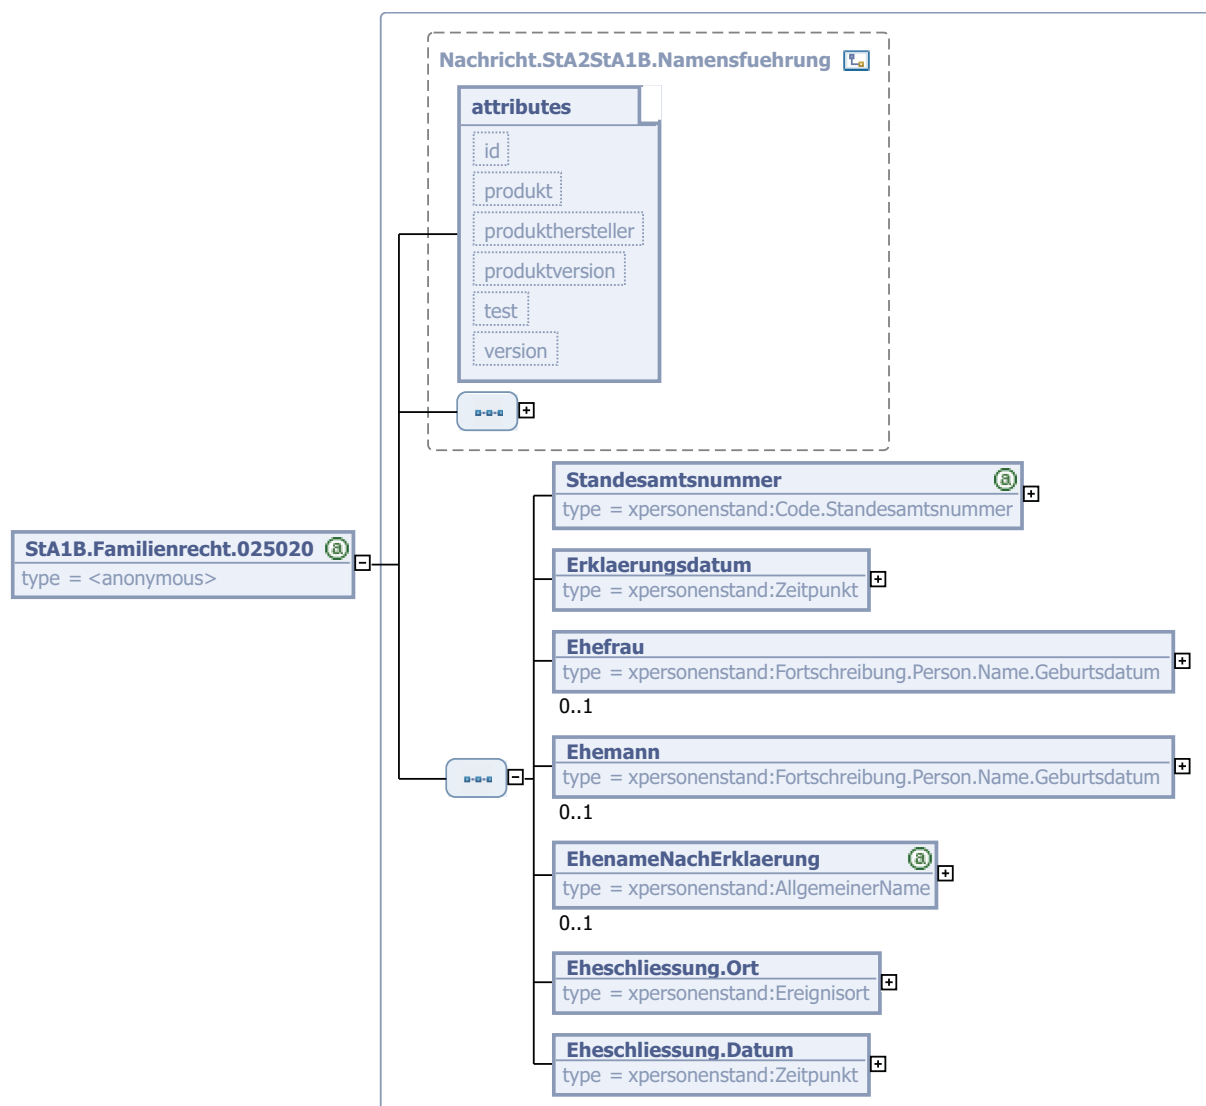 Nachricht.StA2StA1B.Namensfuehrung
attributes
id
produkt
produkthersteller
produktversion
test
version
StA1B.Familienrecht.025020
type = <anonymous>
Standesamtsnummer
type = xpersonenstand:Code.Standesamtsnummer
Erklaerungsdatum
type = xpersonenstand:Zeitpunkt
Ehefrau
type = xpersonenstand:Fortschreibung.Person.Name.Geburtsdatum
0..1
Ehemann
type = xpersonenstand:Fortschreibung.Person.Name.Geburtsdatum
0..1
EhenameNachErklaerung
type = xpersonenstand:AllgemeinerName
0..1
Eheschliessung.Ort
type = xpersonenstand:Ereignisort
Eheschliessung.Datum
type = xpersonenstand:Zeitpunkt